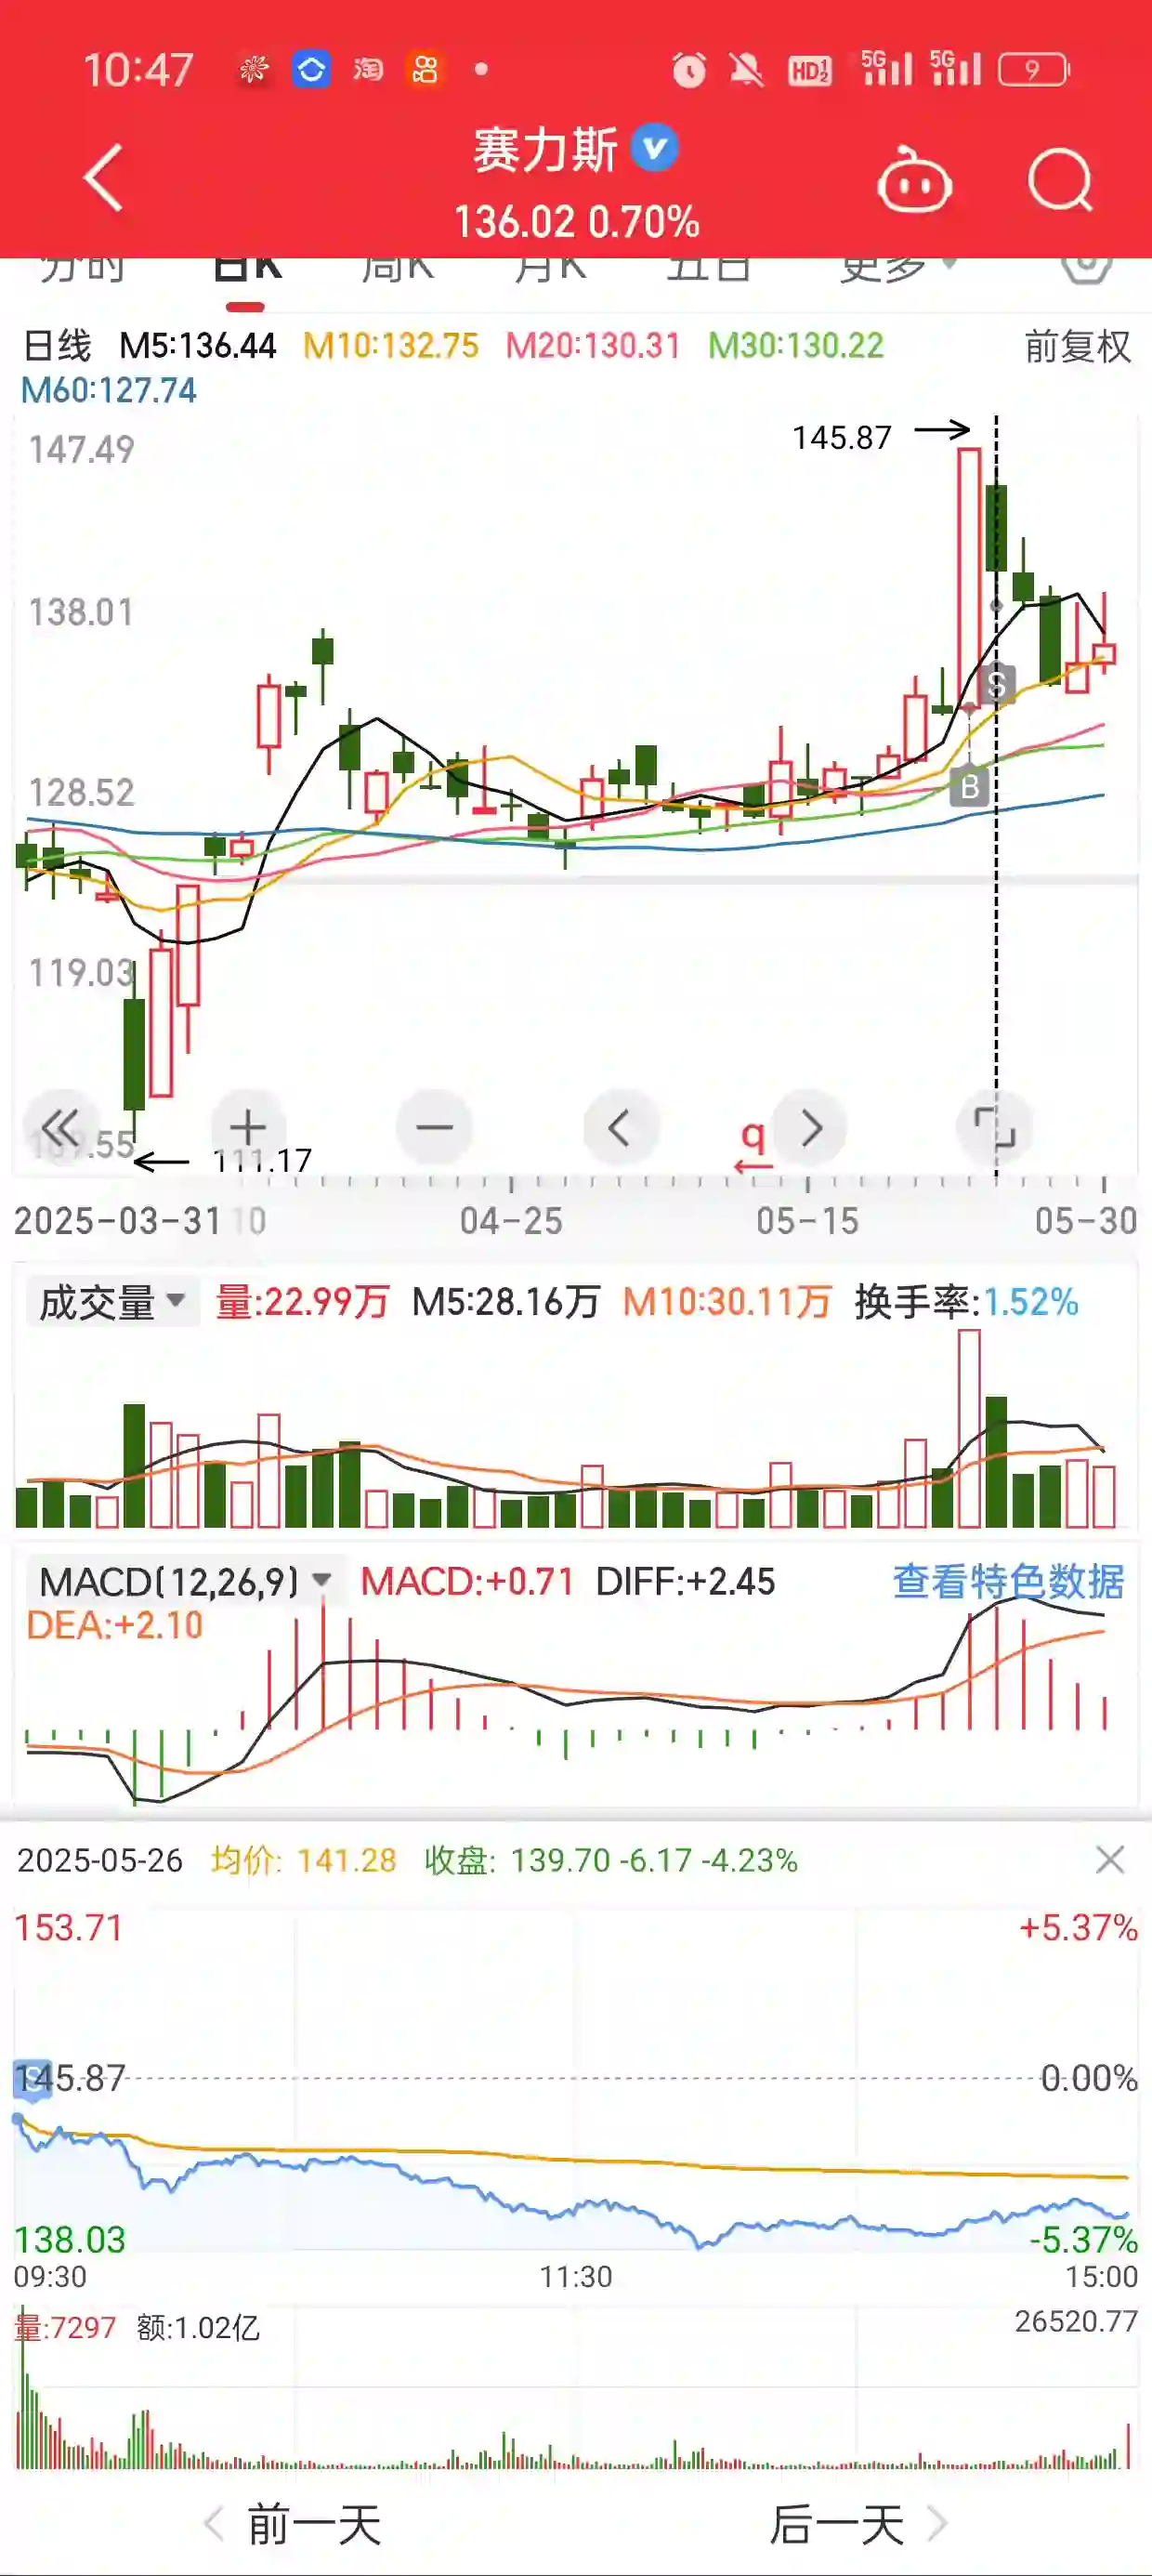 10:47 淘 HD 1 2 5G 5G 9
赛力斯
136.02 0.70%
分时 日K 周K 月K 五日 更多
日线 M5:136.44 M10:132.75 M20:130.31 M30:130.22 前复权
M60:127.74
145.87
147.49
138.01
S
128.52
B
119.03
q
111.17
2025-03-31 10 04-25 05-15 05-30
成交量 量:22.99万 M5:28.16万 M10:30.11万 换手率:1.52%
MACD(12,26,9) MACD:+0.71 DIFF:+2.45 查看特色数据
DEA:+2.10
2025-05-26 均价: 141.28 收盘: 139.70 -6.17 -4.23%
153.71 +5.37%
S
145.87 0.00%
138.03 -5.37%
09:30 11:30 15:00
量:7297 额:1.02亿 26520.77
前一天 后一天